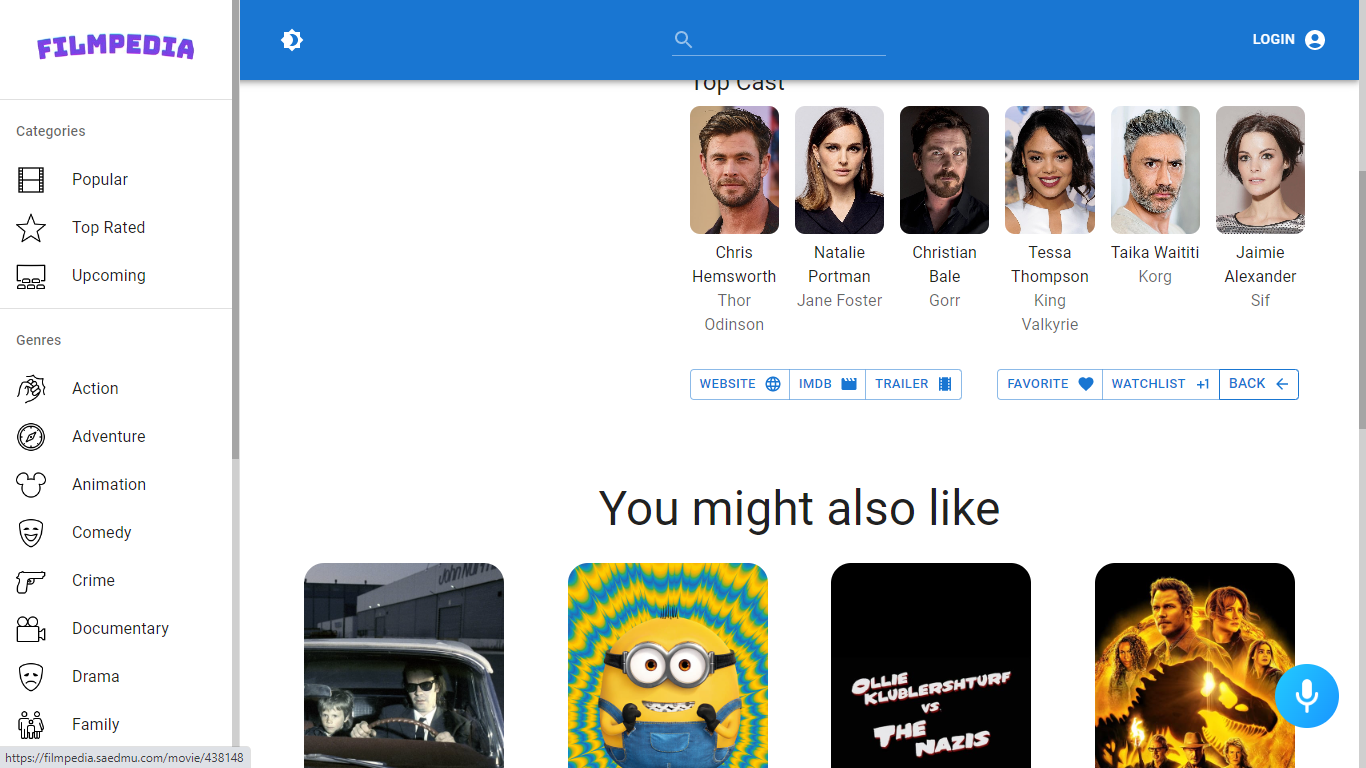 FILMPEDIA
LOGIN
Categories
Popular
Top Rated
Upcoming
Genres
Action
Adventure
Animation
Comedy
Crime
Documentary
Drama
Family
https://filmpedia.saedmu.com/movie/438148
Top Cast
Chris
Hemsworth
Thor
Odinson
Natalie
Portman
Jane Foster
Christian
Bale
Gorr
Tessa
Thompson
King
Valkyrie
Taika Waititi
Korg
Jaimie
Alexander
Sif
WEBSITE
IMDB
TRAILER
FAVORITE
WATCHLIST +1
BACK
You might also like
OLLIE
KLUBLERSHTURF
VS
THE
NAZIS